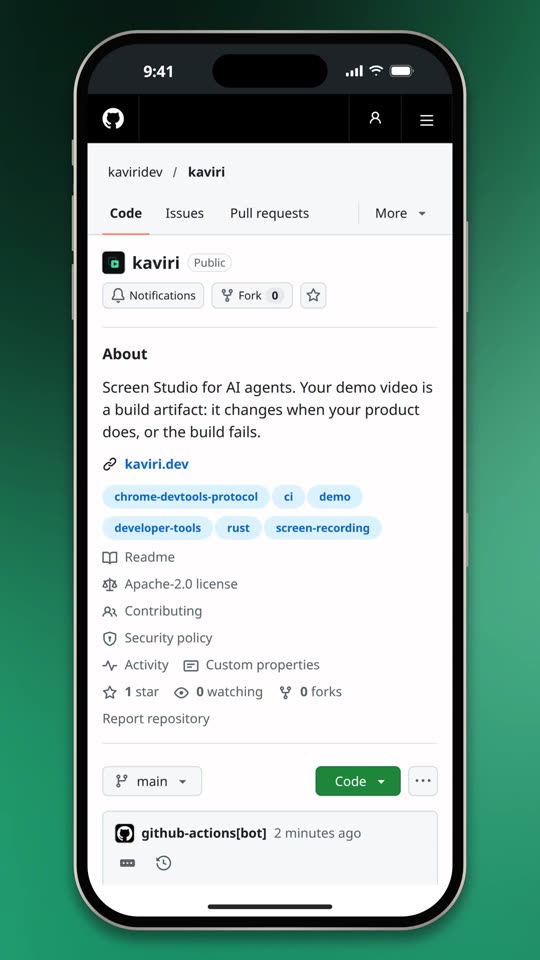 9:41
kaviridev / kaviri
Code Issues Pull requests More
kaviri Public
Notifications Fork 0
About
Screen Studio for AI agents. Your demo video is
a build artifact: it changes when your product
does, or the build fails.
kaviri.dev
chrome-devtools-protocol ci demo
developer-tools rust screen-recording
Readme
Apache-2.0 license
Contributing
Security policy
Activity Custom properties
1 star 0 watching 0 forks
Report repository
main Code
github-actions[bot] 2 minutes ago